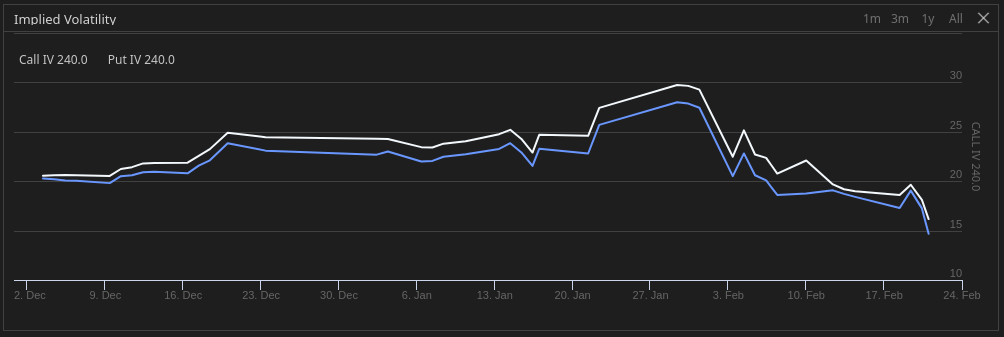 Implied Volatility 1m 3m 1y All
Call IV 240.0 Put IV 240.0
30
25
20
15
10
CALL IV 240.0
2. Dec 9. Dec 16. Dec 23. Dec 30. Dec 6. Jan 13. Jan 20. Jan 27. Jan 3. Feb 10. Feb 17. Feb 24. Feb